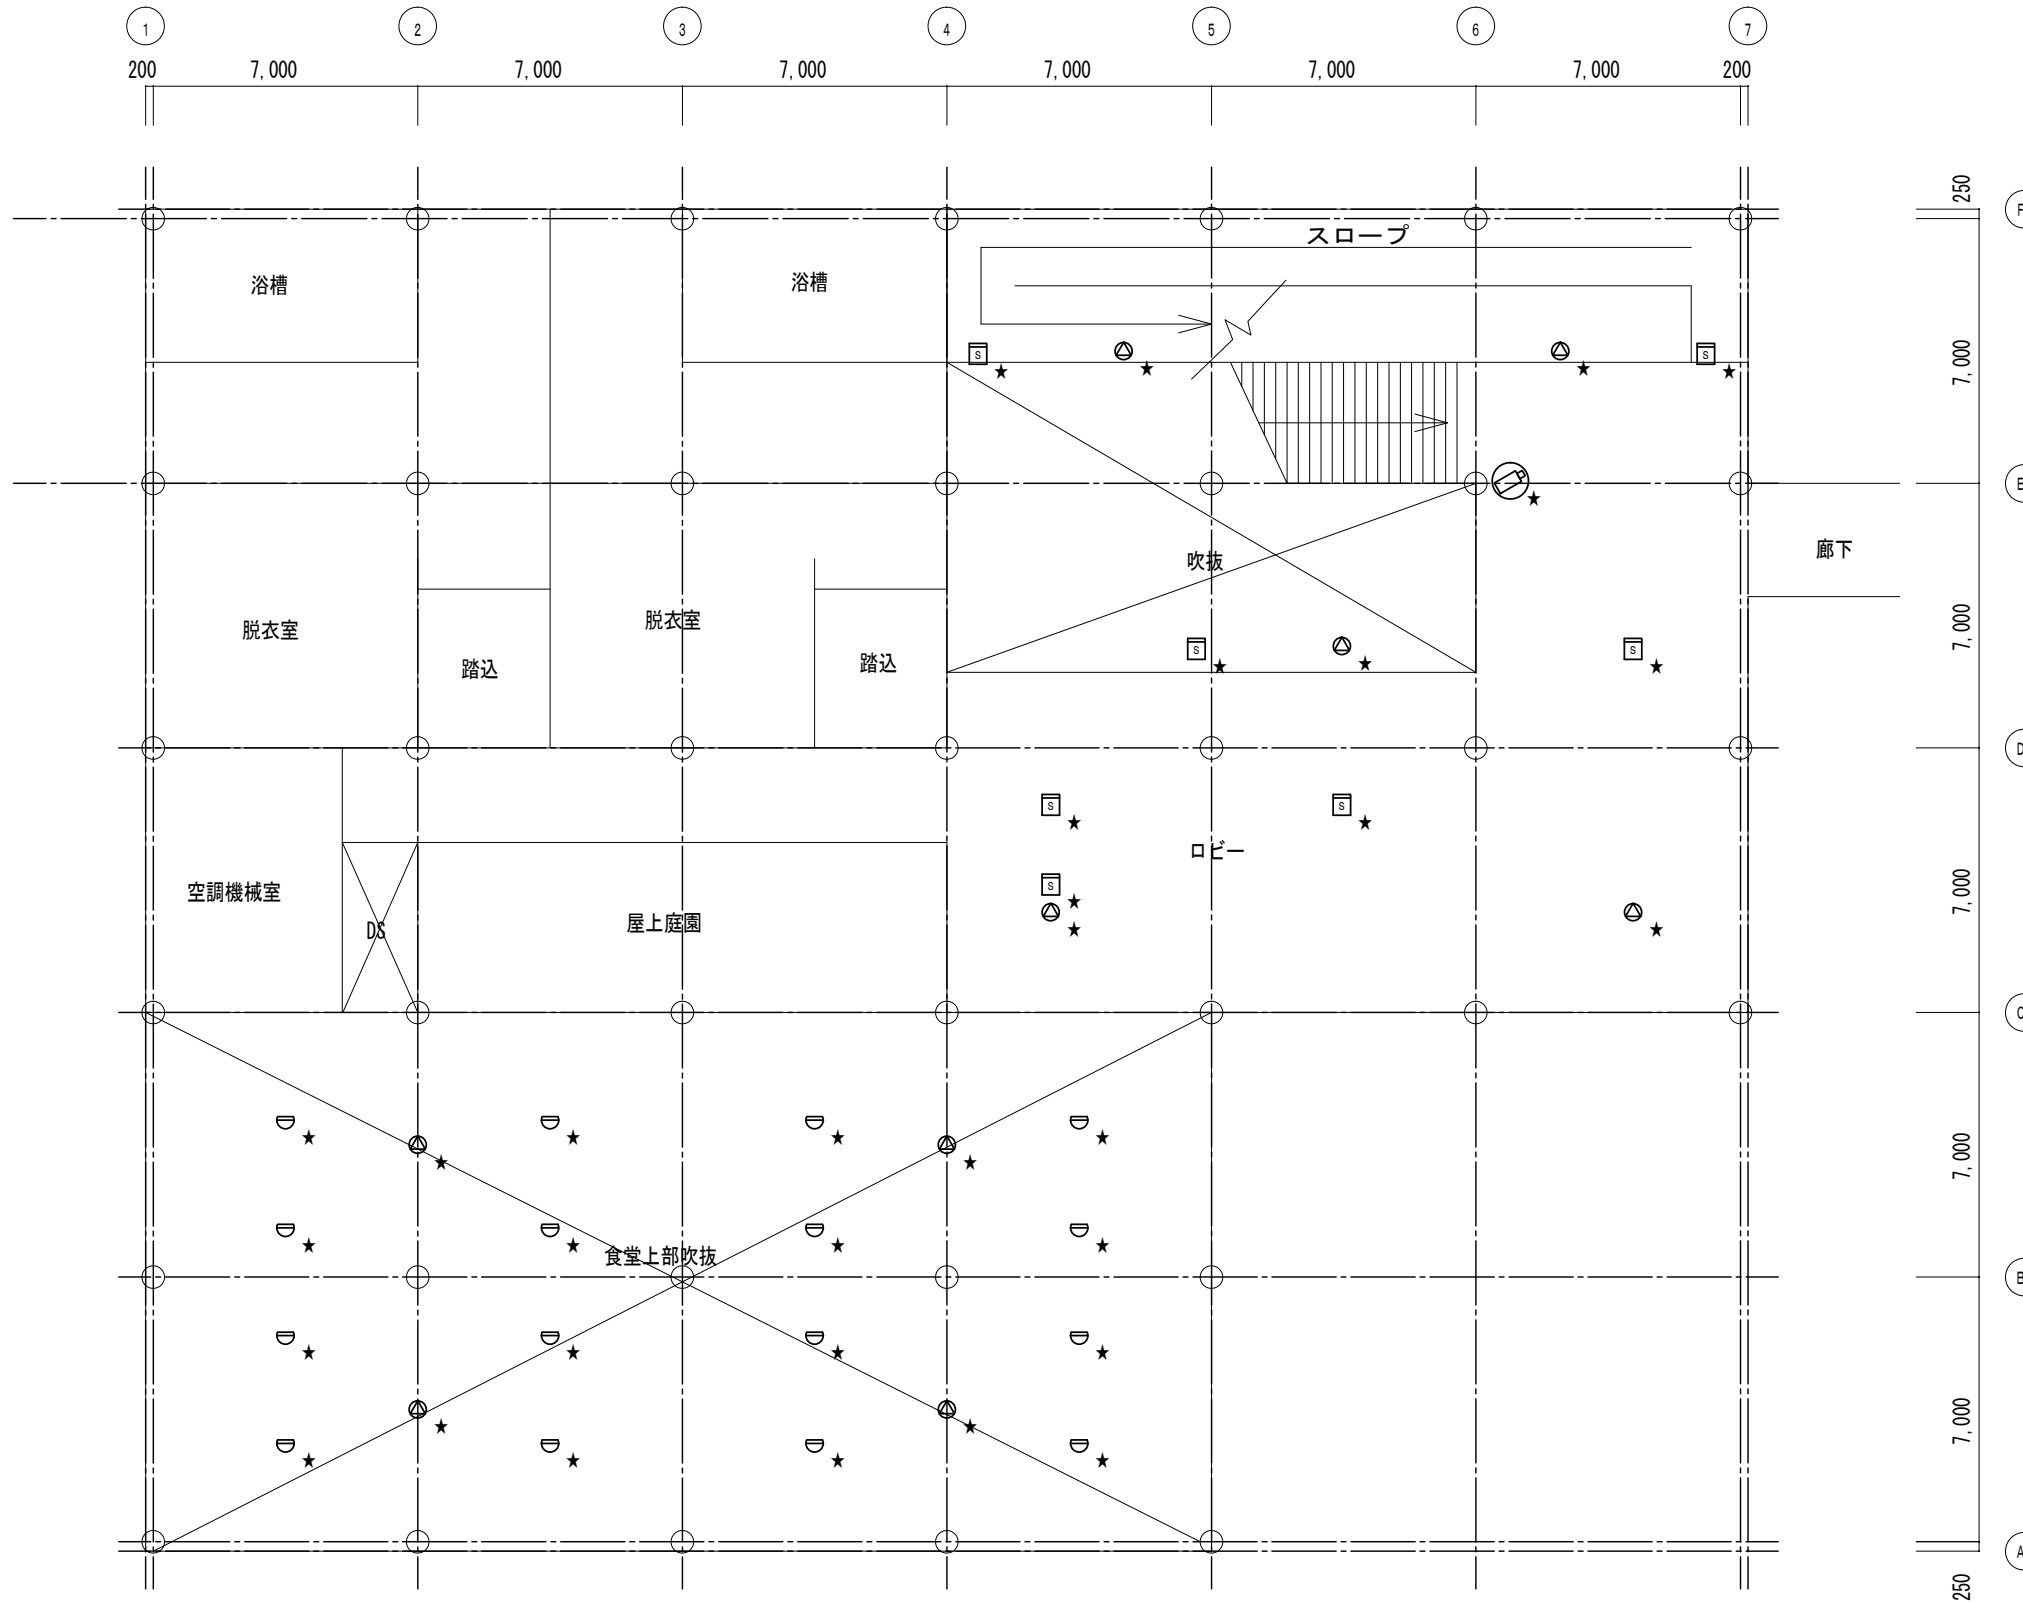 1 2 3 4 5 6 7
200 7,000 7,000 7,000 7,000 7,000 7,000 200
250
F
スロープ
浴槽 浴槽
S S
7,000
E
吹抜 廊下
脱衣室 脱衣室
踏込 踏込
S S
7,000
D
S S
ロビー
空調機械室 S
DS 屋上庭園
7,000
C
7,000
食堂上部吹抜
B
7,000
A
250